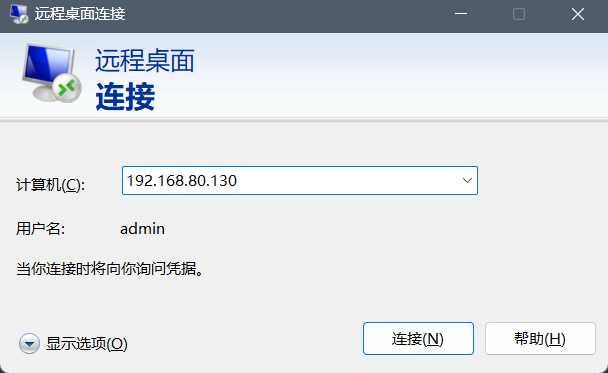 远程桌面连接
远程桌面
连接
计算机(C):
192.168.80.130
用户名:
admin
当你连接时将向你询问凭据。
显示选项(O)
连接(N)
帮助(H)